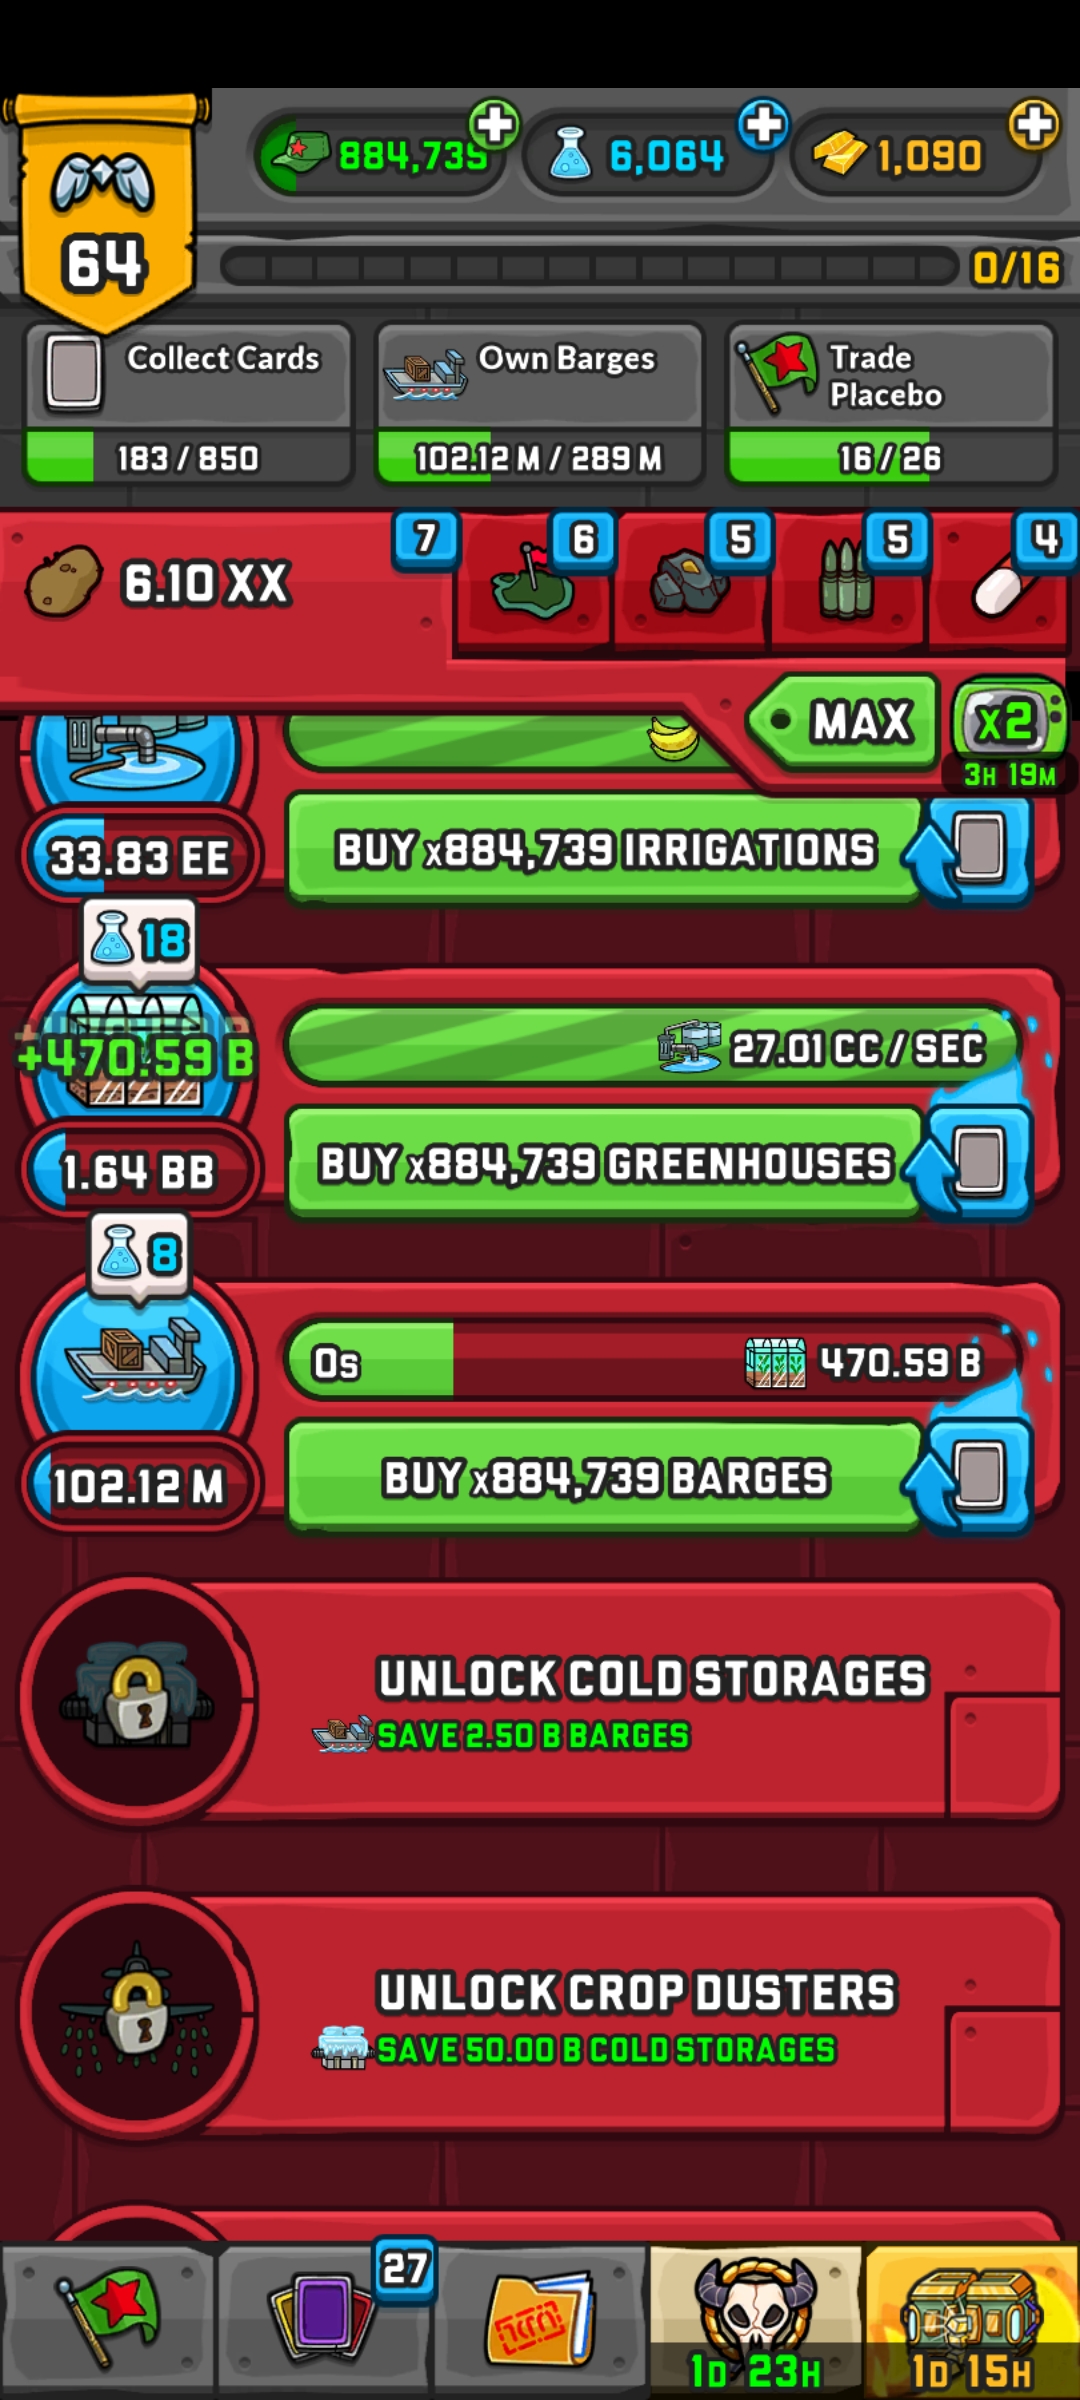 64
884,739
6,064
1,090
0/16
Collect Cards
183 / 850
Own Barges
102.12 M / 289 M
Trade
Placebo
16 / 26
6.10 XX
7
6
5
5
4
MAX
x2
3H 19M
33.83 EE
BUY x884,739 IRRIGATIONS
18
+470.59 B
27.01 CC / SEC
1.64 BB
BUY x884,739 GREENHOUSES
8
0s
470.59 B
102.12 M
BUY x884,739 BARGES
UNLOCK COLD STORAGES
SAVE 2.50 B BARGES
UNLOCK CROP DUSTERS
SAVE 50.00 B COLD STORAGES
27
1D 23H
1D 15H